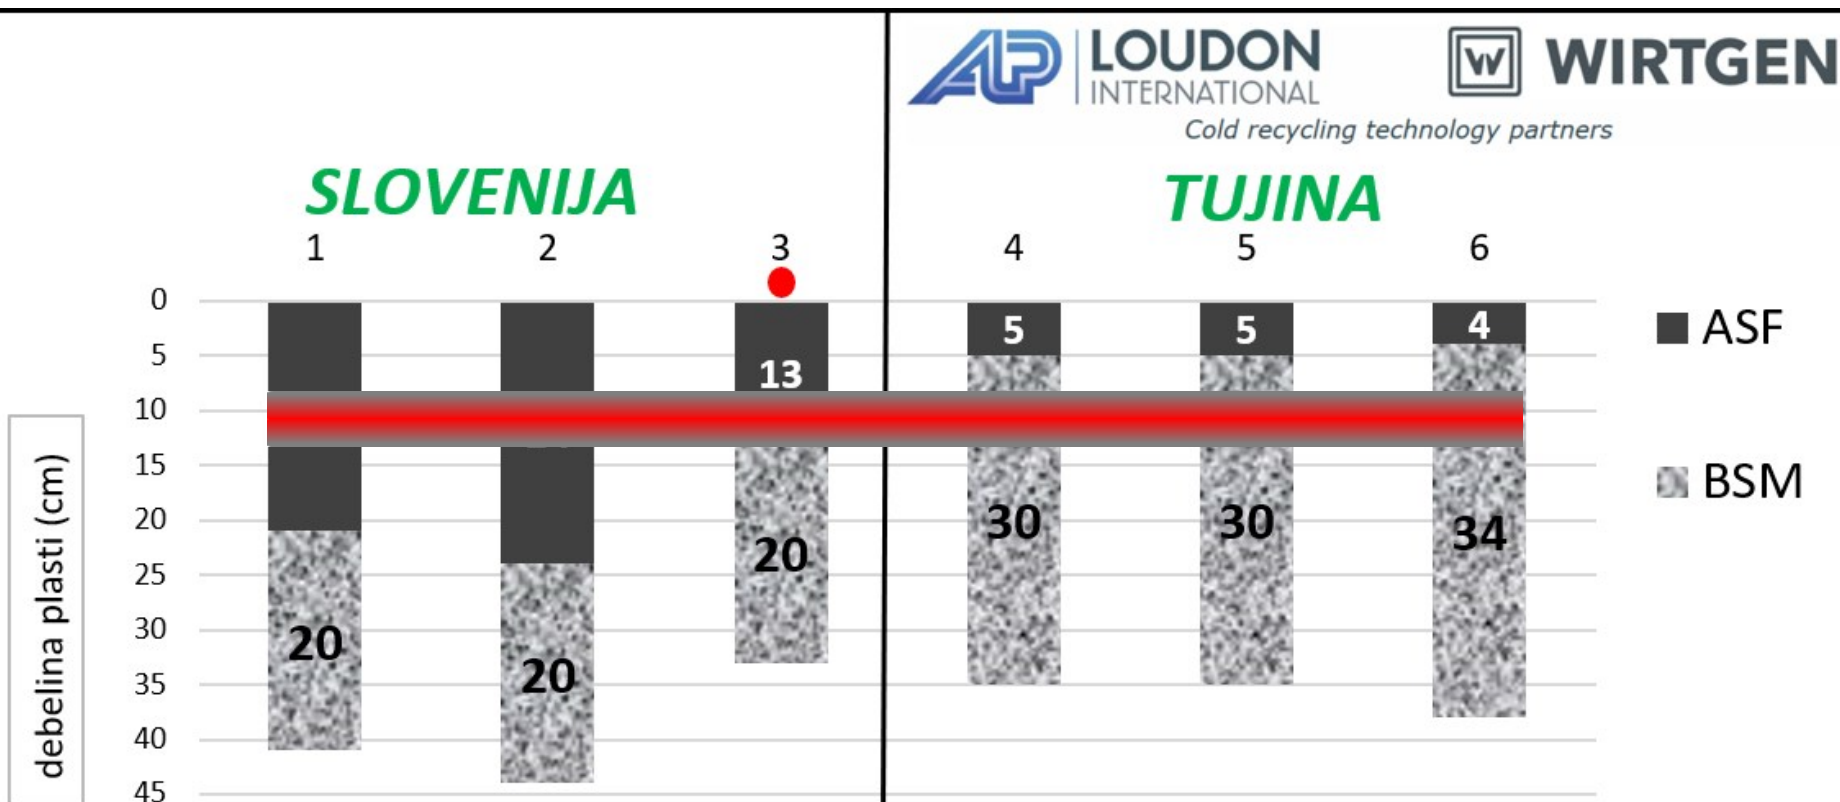 ALP LOUDON INTERNATIONAL
W WIRTGEN
Cold recycling technology partners
SLOVENIJA
TUJINA
1 2 3 4 5 6
0
5
10
15
20
25
30
35
40
45
debelina plasti (cm)
13 5 5 4
20 20 20 30 30 34
ASF
BSM